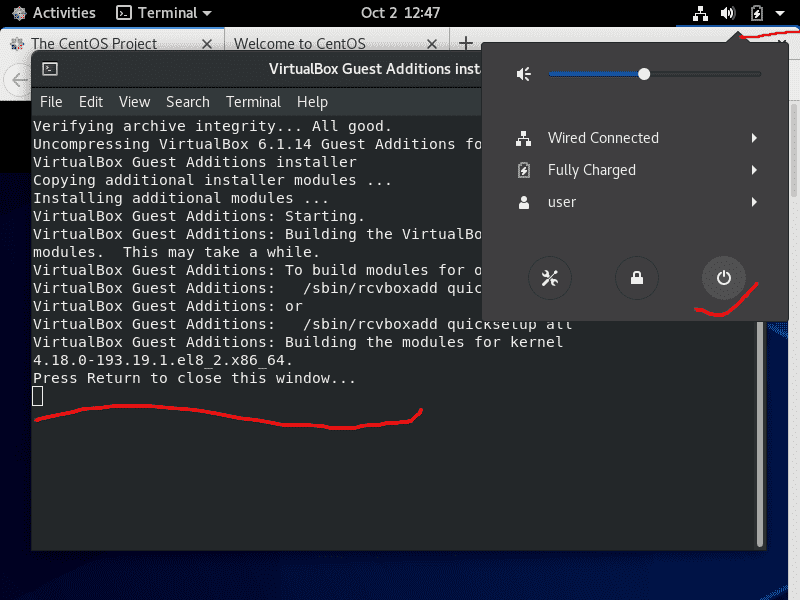 Activities Terminal Oct 2 12:47
The CentOS Project Welcome to CentOS
VirtualBox Guest Additions inst
File Edit View Search Terminal Help
Verifying archive integrity... All good.
Uncompressing VirtualBox 6.1.14 Guest Additions fo
VirtualBox Guest Additions installer
Copying additional installer modules ...
Installing additional modules ...
VirtualBox Guest Additions: Starting.
VirtualBox Guest Additions: Building the VirtualBo
modules.  This may take a while.
VirtualBox Guest Additions: To build modules for o
VirtualBox Guest Additions:   /sbin/rcvboxadd quic
VirtualBox Guest Additions: or
VirtualBox Guest Additions:   /sbin/rcvboxadd quicksetup all
VirtualBox Guest Additions: Building the modules for kernel
4.18.0-193.19.1.el8_2.x86_64.
Press Return to close this window...
Wired Connected
Fully Charged
user